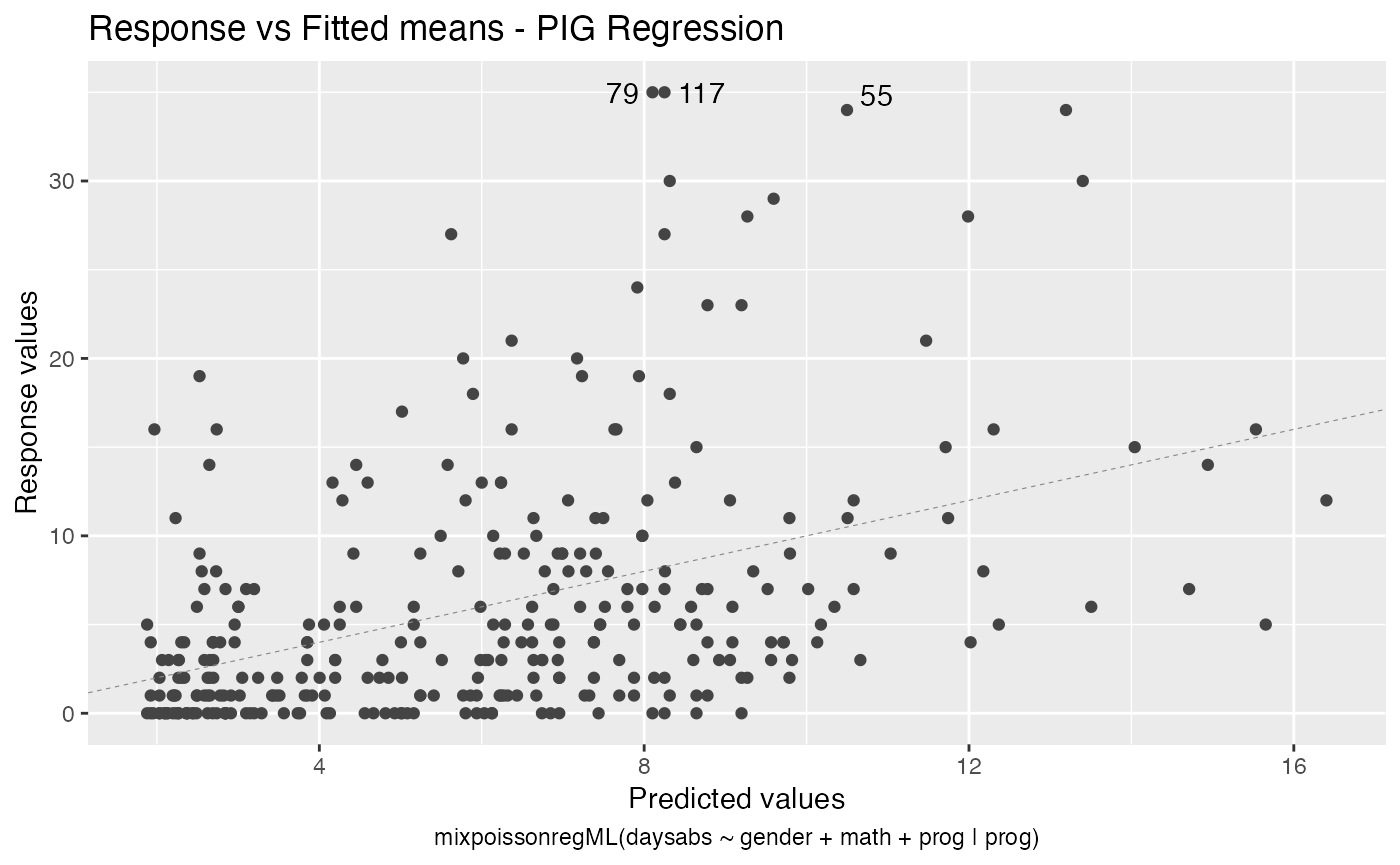 Response vs Fitted means - PIG Regression
79
117
55
30
20
10
0
Response values
4
8
12
16
Predicted values
mixpoissonregML(daysabs ~ gender + math + prog | prog)